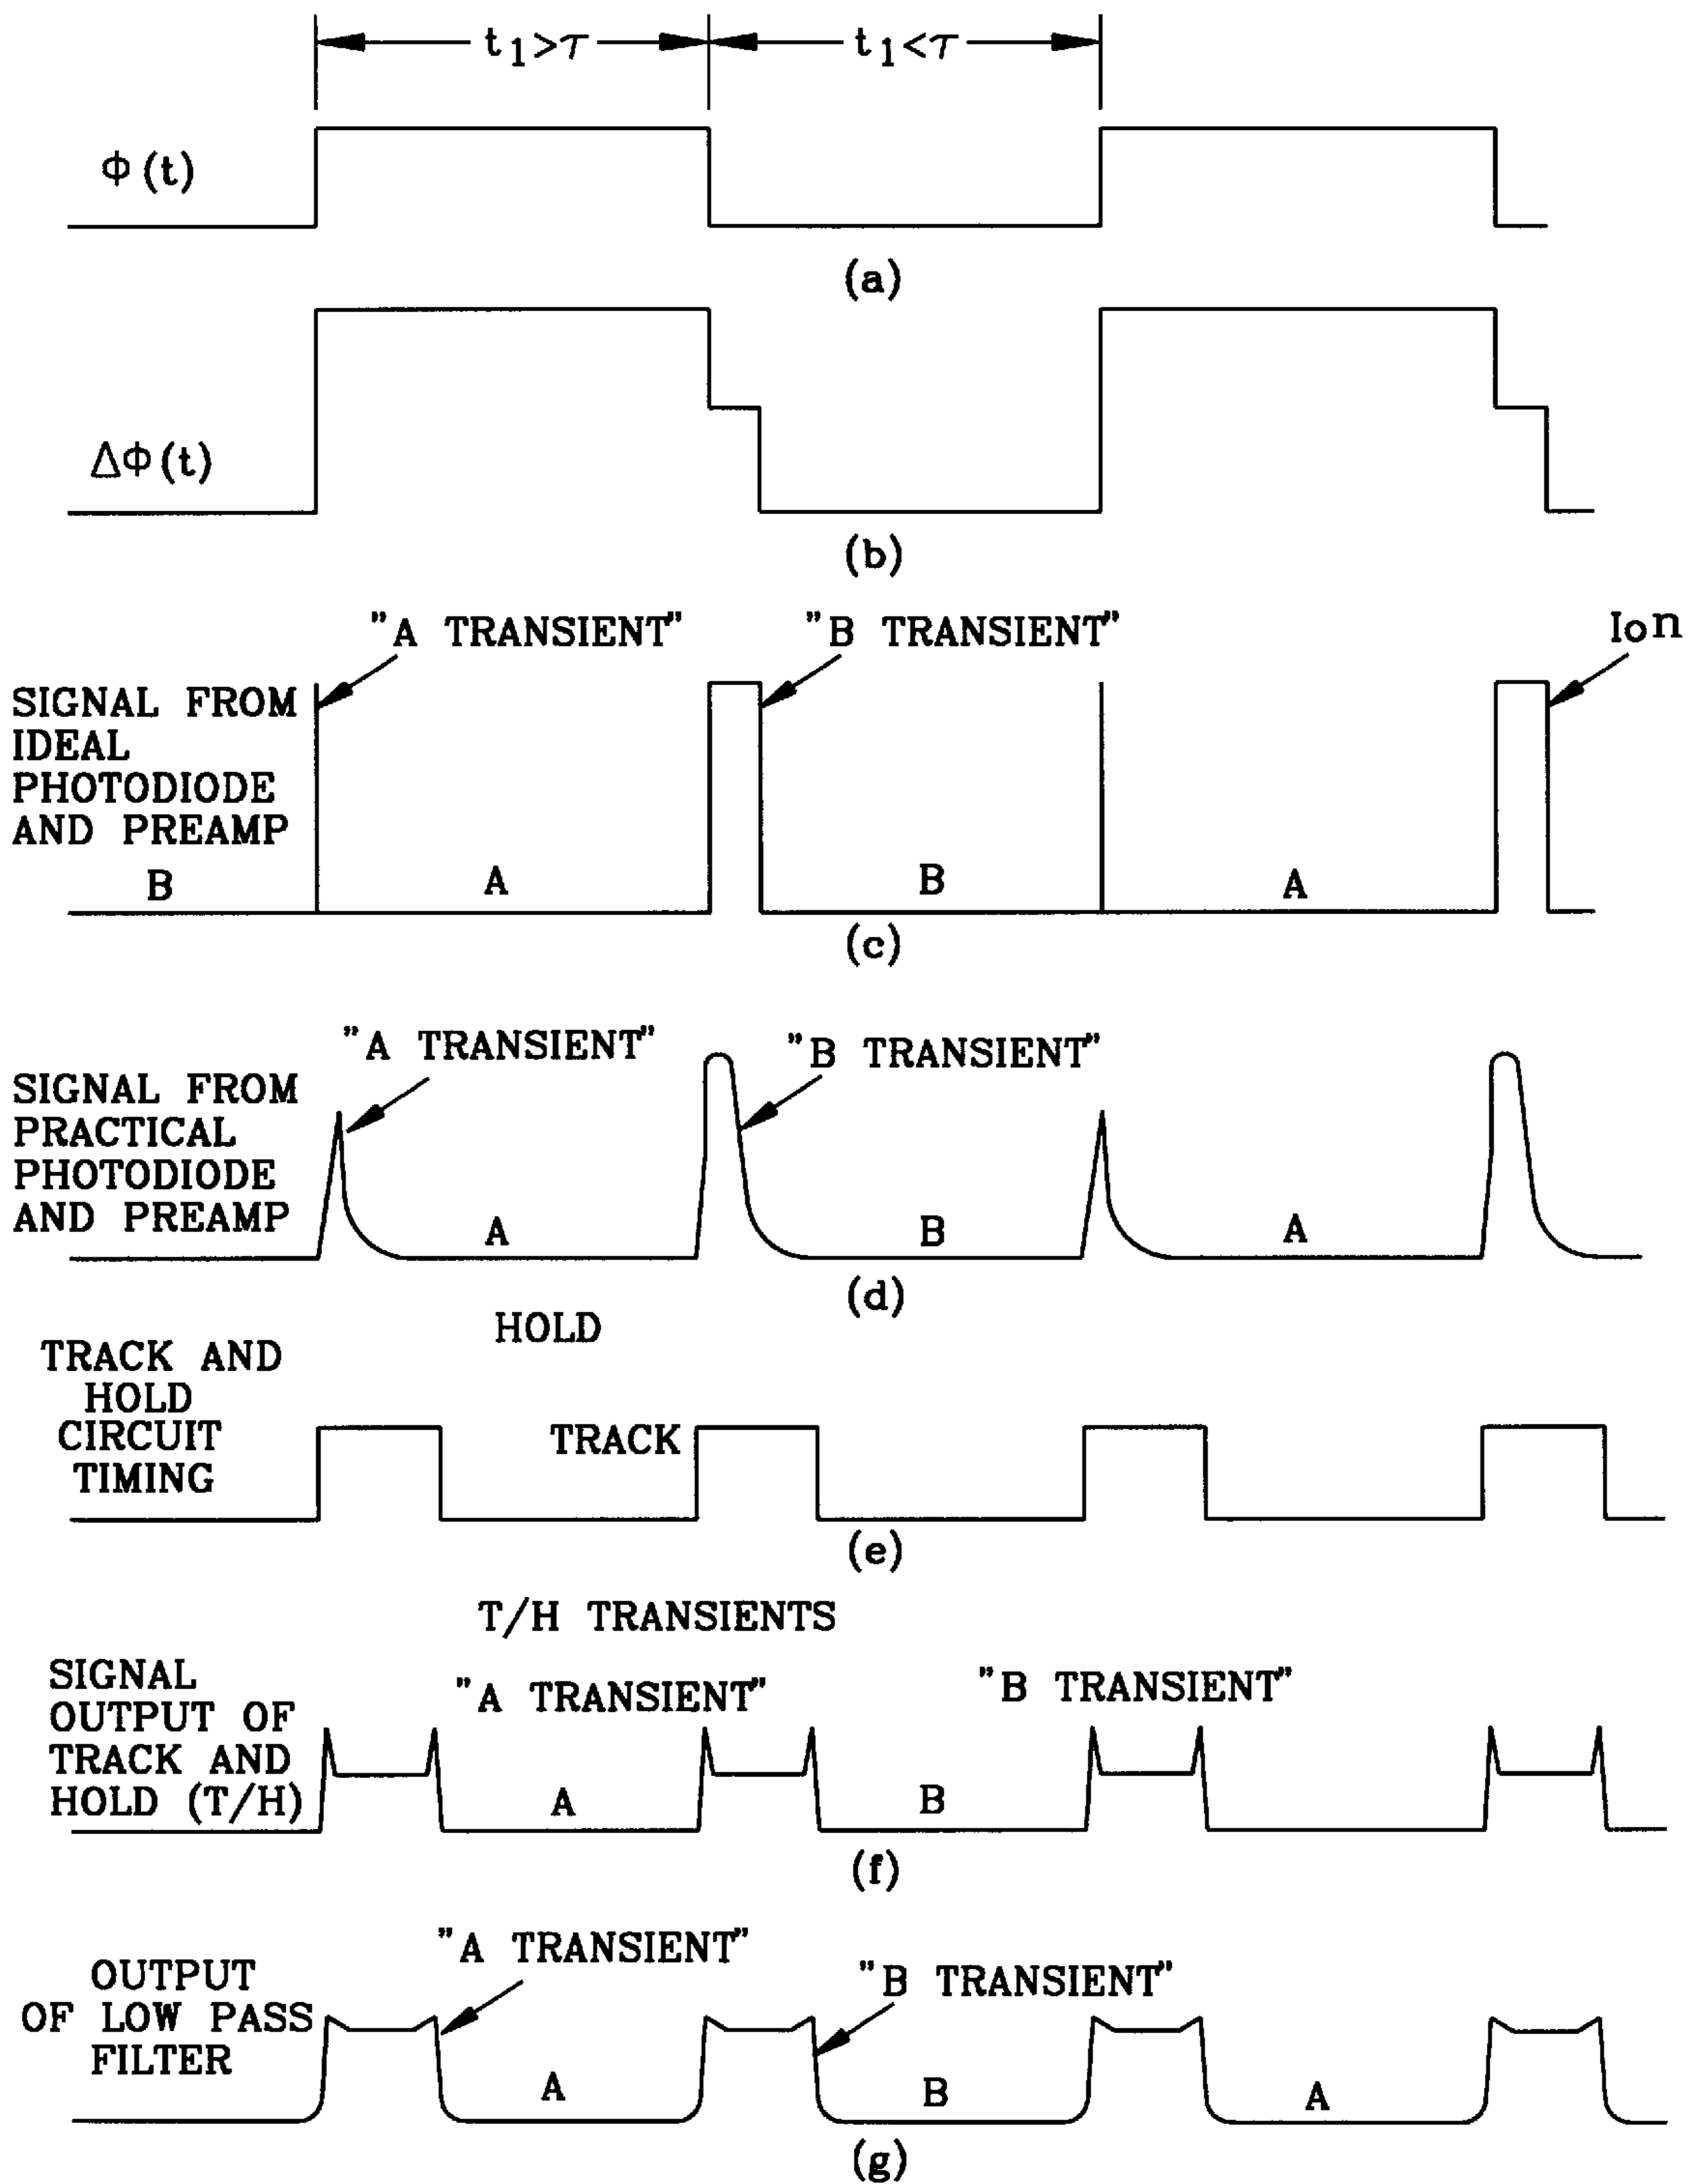 t1>τ
t1<τ
Φ(t)
(a)
ΔΦ(t)
(b)
"A TRANSIENT"
"B TRANSIENT"
Ion
SIGNAL FROM
IDEAL
PHOTODIODE
AND PREAMP
B
A
B
A
(c)
"A TRANSIENT"
"B TRANSIENT"
SIGNAL FROM
PRACTICAL
PHOTODIODE
AND PREAMP
A
B
A
(d)
HOLD
TRACK AND
HOLD
CIRCUIT
TIMING
TRACK
(e)
T/H TRANSIENTS
"A TRANSIENT"
"B TRANSIENT"
SIGNAL
OUTPUT OF
TRACK AND
HOLD (T/H)
A
B
(f)
"A TRANSIENT"
"B TRANSIENT"
OUTPUT
OF LOW PASS
FILTER
A
B
A
(g)